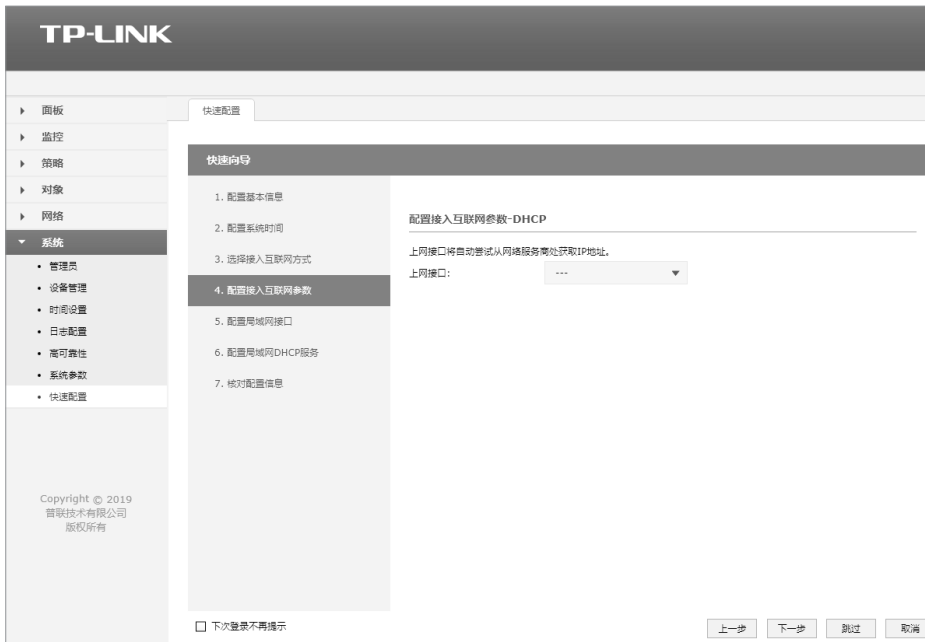 TP-LINK
面板
监控
策略
对象
网络
系统
管理员
设备管理
时间设置
日志配置
高可靠性
系统参数
快速配置
Copyright © 2019
普联技术有限公司
版权所有
快速配置
快速向导
1. 配置基本信息
2. 配置系统时间
3. 选择接入互联网方式
4. 配置接入互联网参数
5. 配置局域网接口
6. 配置局域网DHCP服务
7. 核对配置信息
配置接入互联网参数-DHCP
上网接口将自动尝试从网络服务商处获取IP地址。
上网接口: ---
下次登录不再提示
上一步 下一步 跳过 取消